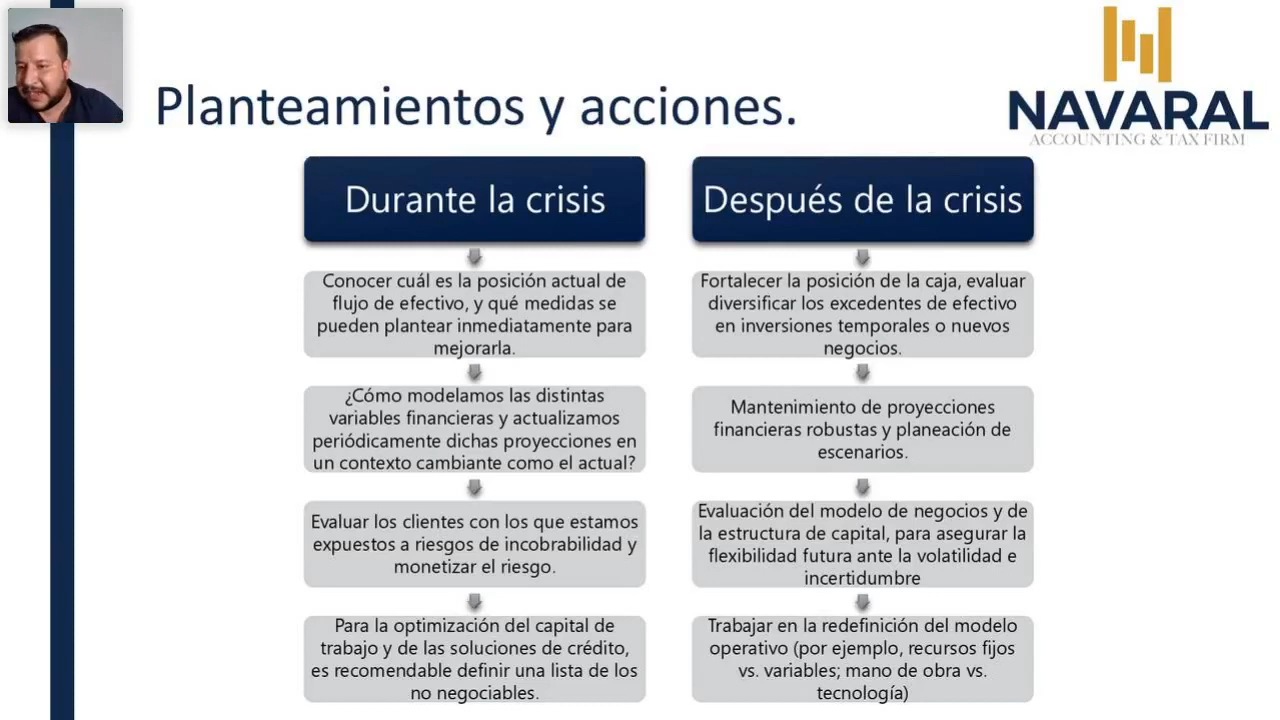 Planteamientos y acciones.
NAVARAL
ACCOUNTING & TAX FIRM
Durante la crisis
Conocer cuál es la posición actual de
flujo de efectivo, y qué medidas se
pueden plantear inmediatamente para
mejorarla.
¿Cómo modelamos las distintas
variables financieras y actualizamos
periódicamente dichas proyecciones en
un contexto cambiante como el actual?
Evaluar los clientes con los que estamos
expuestos a riesgos de incobrabilidad y
monetizar el riesgo.
Para la optimización del capital de
trabajo y de las soluciones de crédito,
es recomendable definir una lista de los
no negociables.
Después de la crisis
Fortalecer la posición de la caja, evaluar
diversificar los excedentes de efectivo
en inversiones temporales o nuevos
negocios.
Mantenimiento de proyecciones
financieras robustas y planeación de
escenarios.
Evaluación del modelo de negocios y de
la estructura de capital, para asegurar la
flexibilidad futura ante la volatilidad e
incertidumbre
Trabajar en la redefinición del modelo
operativo (por ejemplo, recursos fijos
vs. variables; mano de obra vs.
tecnología)